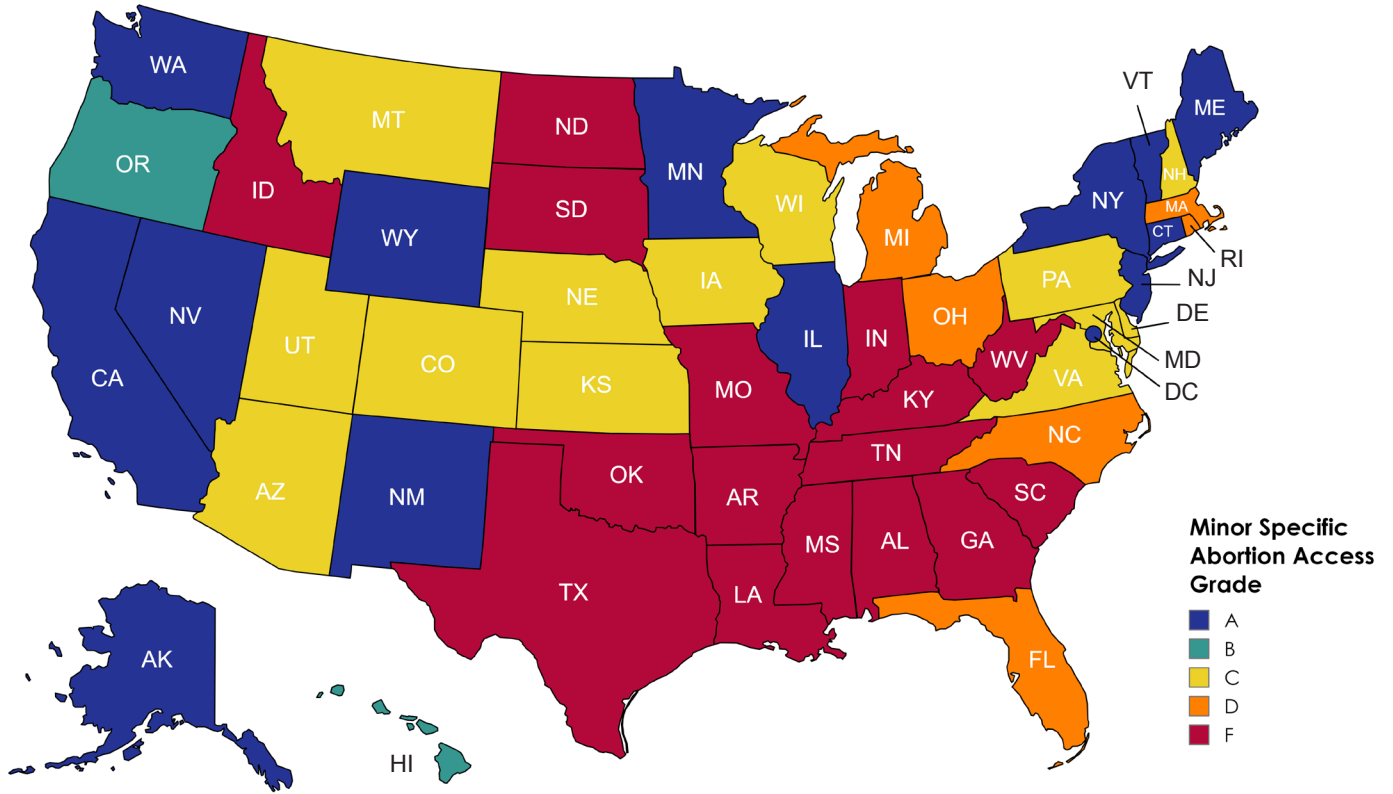 WA
MT
ND
MN
VT
ME
OR
ID
SD
WI
MI
NY
NH
MA
CT
RI
WY
NV
UT
CO
NE
IA
IL
IN
OH
PA
NJ
DE
MD
DC
CA
KS
MO
KY
WV
VA
AZ
NM
OK
AR
TN
NC
SC
TX
LA
MS
AL
GA
FL
AK
HI
Minor Specific
Abortion Access
Grade
A
B
C
D
F